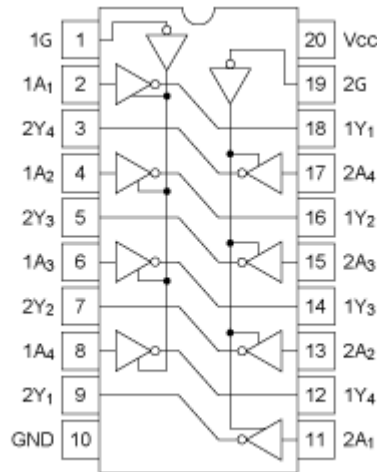 1G 1 20 Vcc
1A1 2 19 2G
2Y4 3 18 1Y1
1A2 4 17 2A4
2Y3 5 16 1Y2
1A3 6 15 2A3
2Y2 7 14 1Y3
1A4 8 13 2A2
2Y1 9 12 1Y4
GND 10 11 2A1